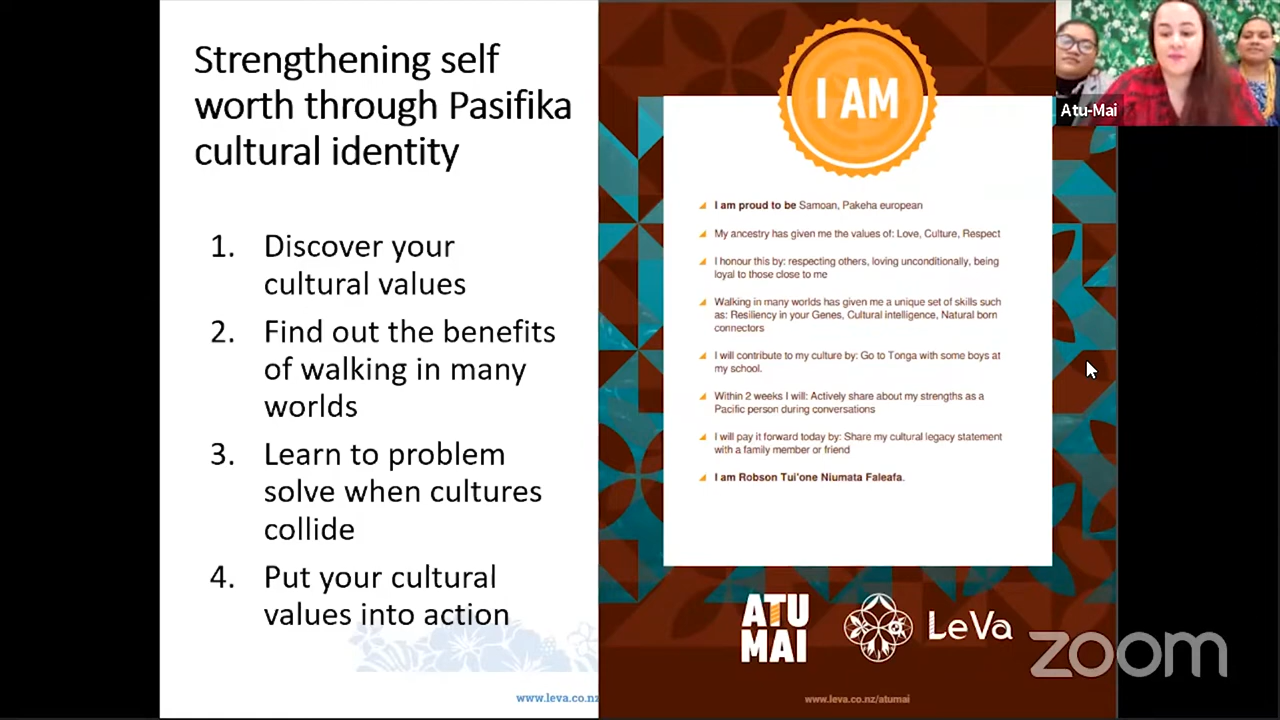 Strengthening self
worth through Pasifika
cultural identity
1. Discover your
cultural values
2. Find out the benefits
of walking in many
worlds
3. Learn to problem
solve when cultures
collide
4. Put your cultural
values into action
www.leva.co.nz
I AM
I am proud to be Samoan, Pakeha european
My ancestry has given me the values of: Love, Culture, Respect
I honour this by: respecting others, loving unconditionally, being
loyal to those close to me
Walking in many worlds has given me a unique set of skills such
as: Resiliency in your Genes, Cultural intelligence, Natural born
connectors
I will contribute to my culture by: Go to Tonga with some boys at
my school.
Within 2 weeks I will: Actively share about my strengths as a
Pacific person during conversations
I will pay it forward today by: Share my cultural legacy statement
with a family member or friend
I am Robson Tui'one Niumata Faleafa.
ATU
MAI
LeVa
www.leva.co.nz/atumai
Atu-Mai
zoom